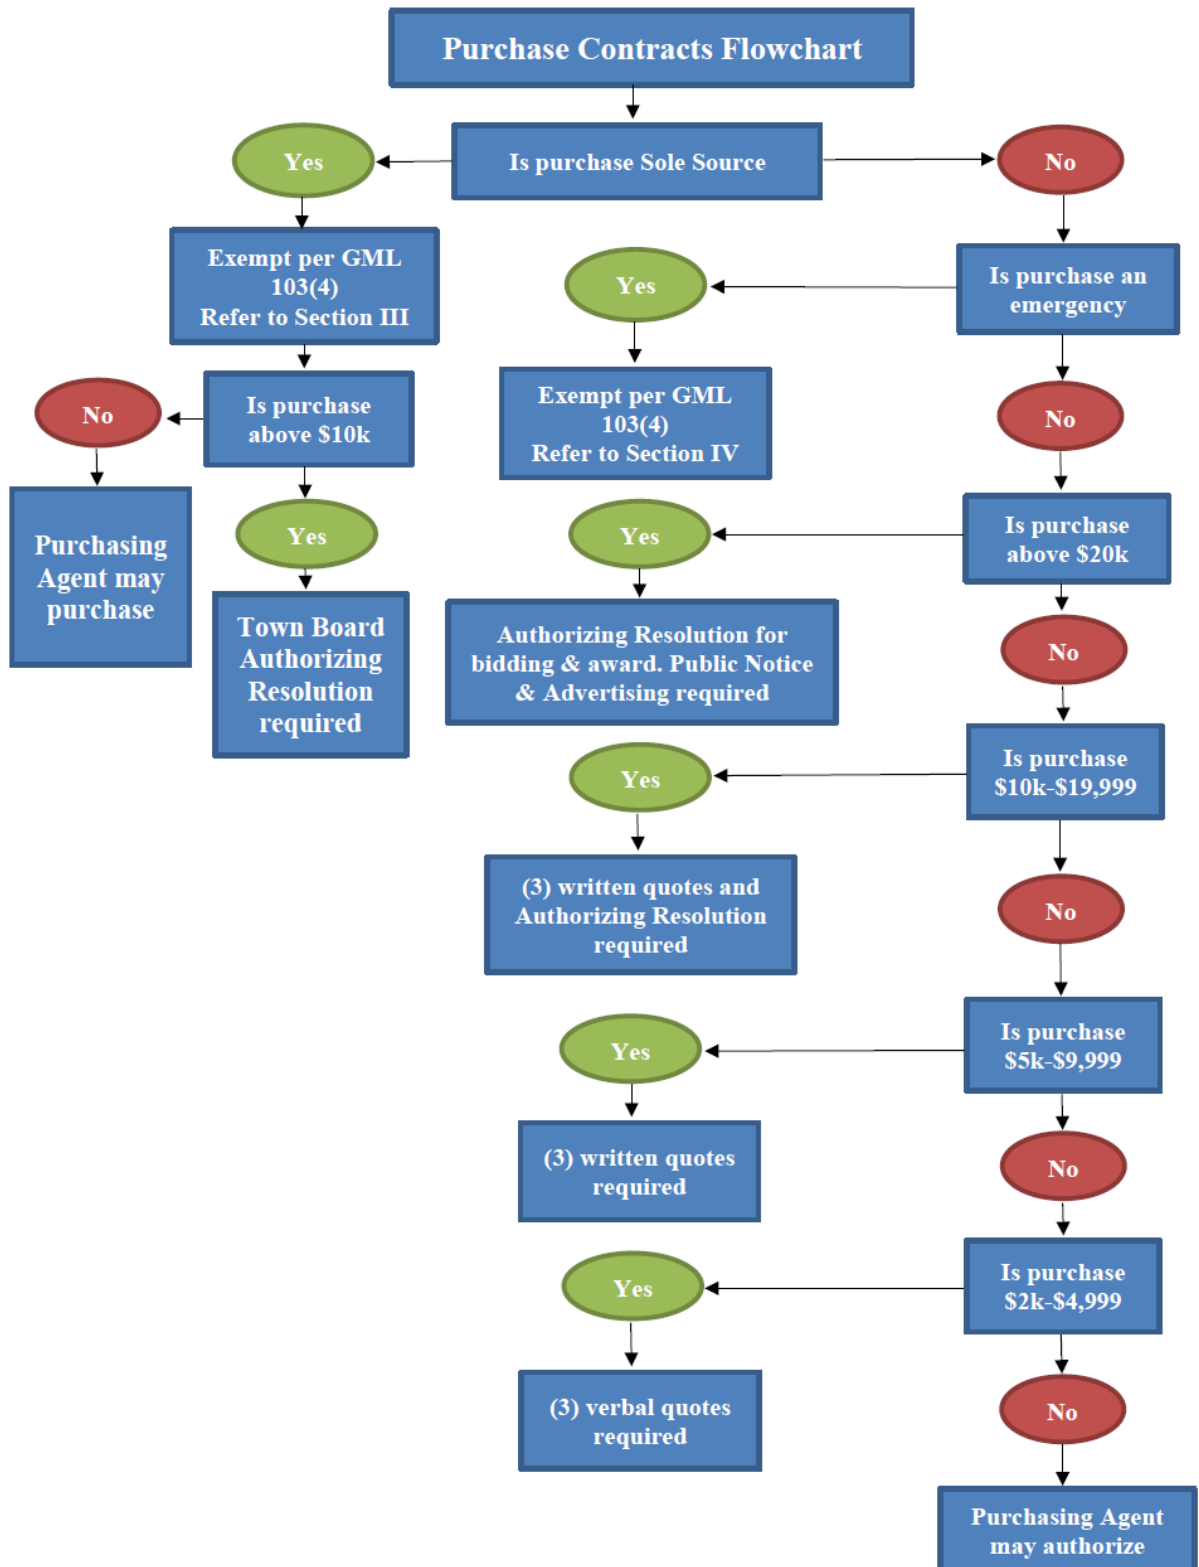 Purchase Contracts Flowchart
Yes
Is purchase Sole Source
No
Exempt per GML
103(4)
Refer to Section III
Yes
Is purchase an
emergency
No
Is purchase
above $10k
Exempt per GML
103(4)
Refer to Section IV
No
Purchasing
Agent may
purchase
Yes
Yes
Is purchase
above $20k
Town Board
Authorizing
Resolution
required
Authorizing Resolution for
bidding & award. Public Notice
& Advertising required
No
Yes
Is purchase
$10k-$19,999
(3) written quotes and
Authorizing Resolution
required
No
Yes
Is purchase
$5k-$9,999
(3) written quotes
required
No
Yes
Is purchase
$2k-$4,999
(3) verbal quotes
required
No
Purchasing Agent
may authorize